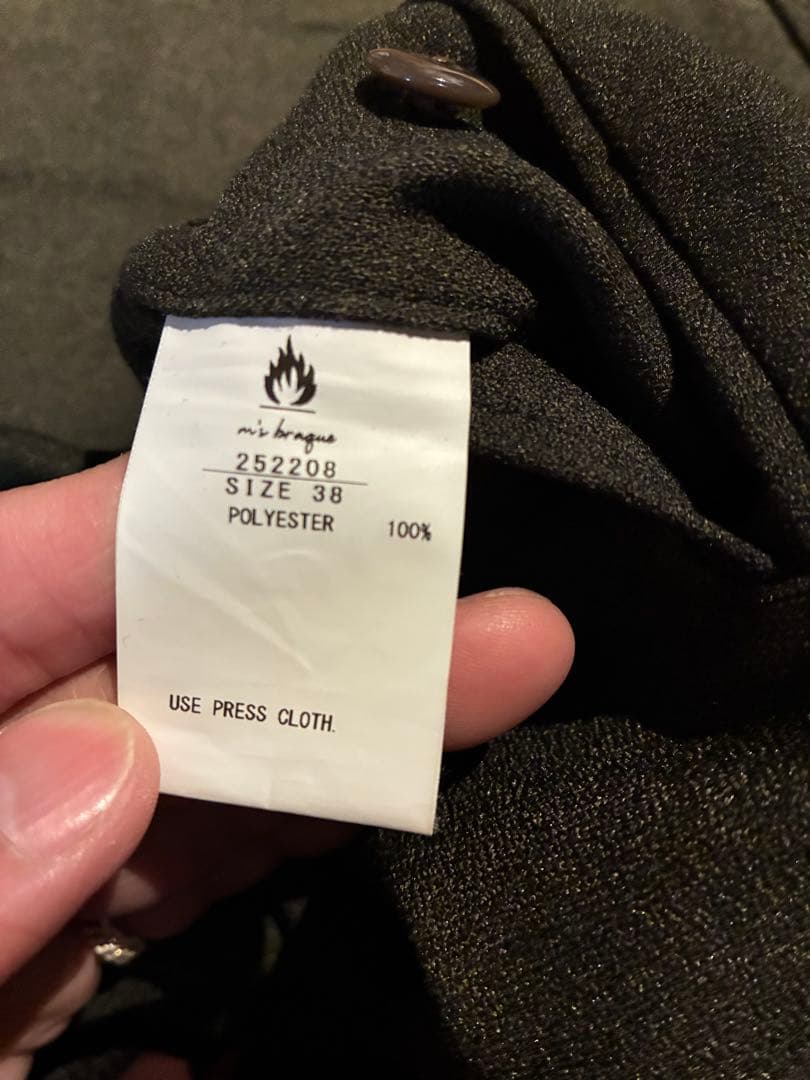 m's braque
252208
SIZE 38
POLYESTER 100%
USE PRESS CLOTH.